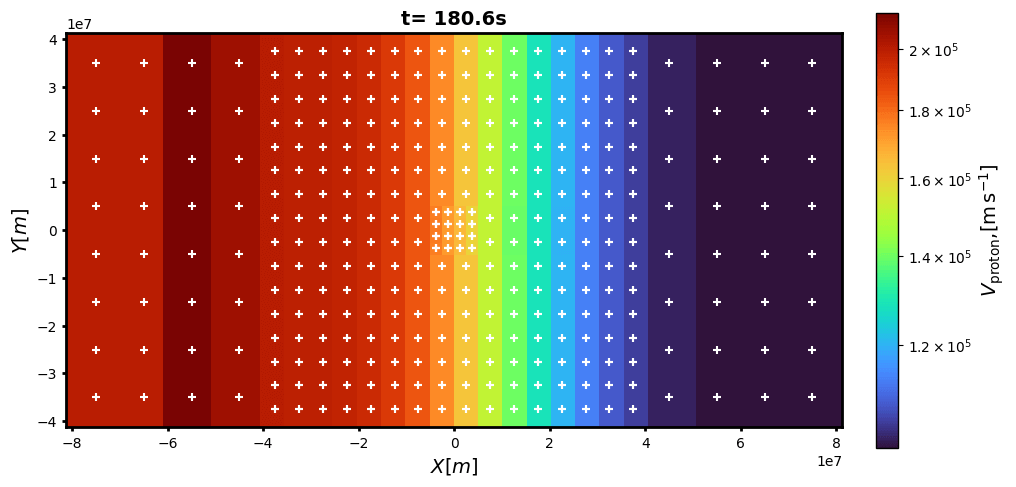 t= 180.6s
1e7
4
3
2
1
0
−1
−2
−3
−4
Y[m]
−8 −6 −4 −2 0 2 4 6 8
1e7
X[m]
2 × 10⁵
1.8 × 10⁵
1.6 × 10⁵
1.4 × 10⁵
1.2 × 10⁵
V_proton, [m s⁻¹]